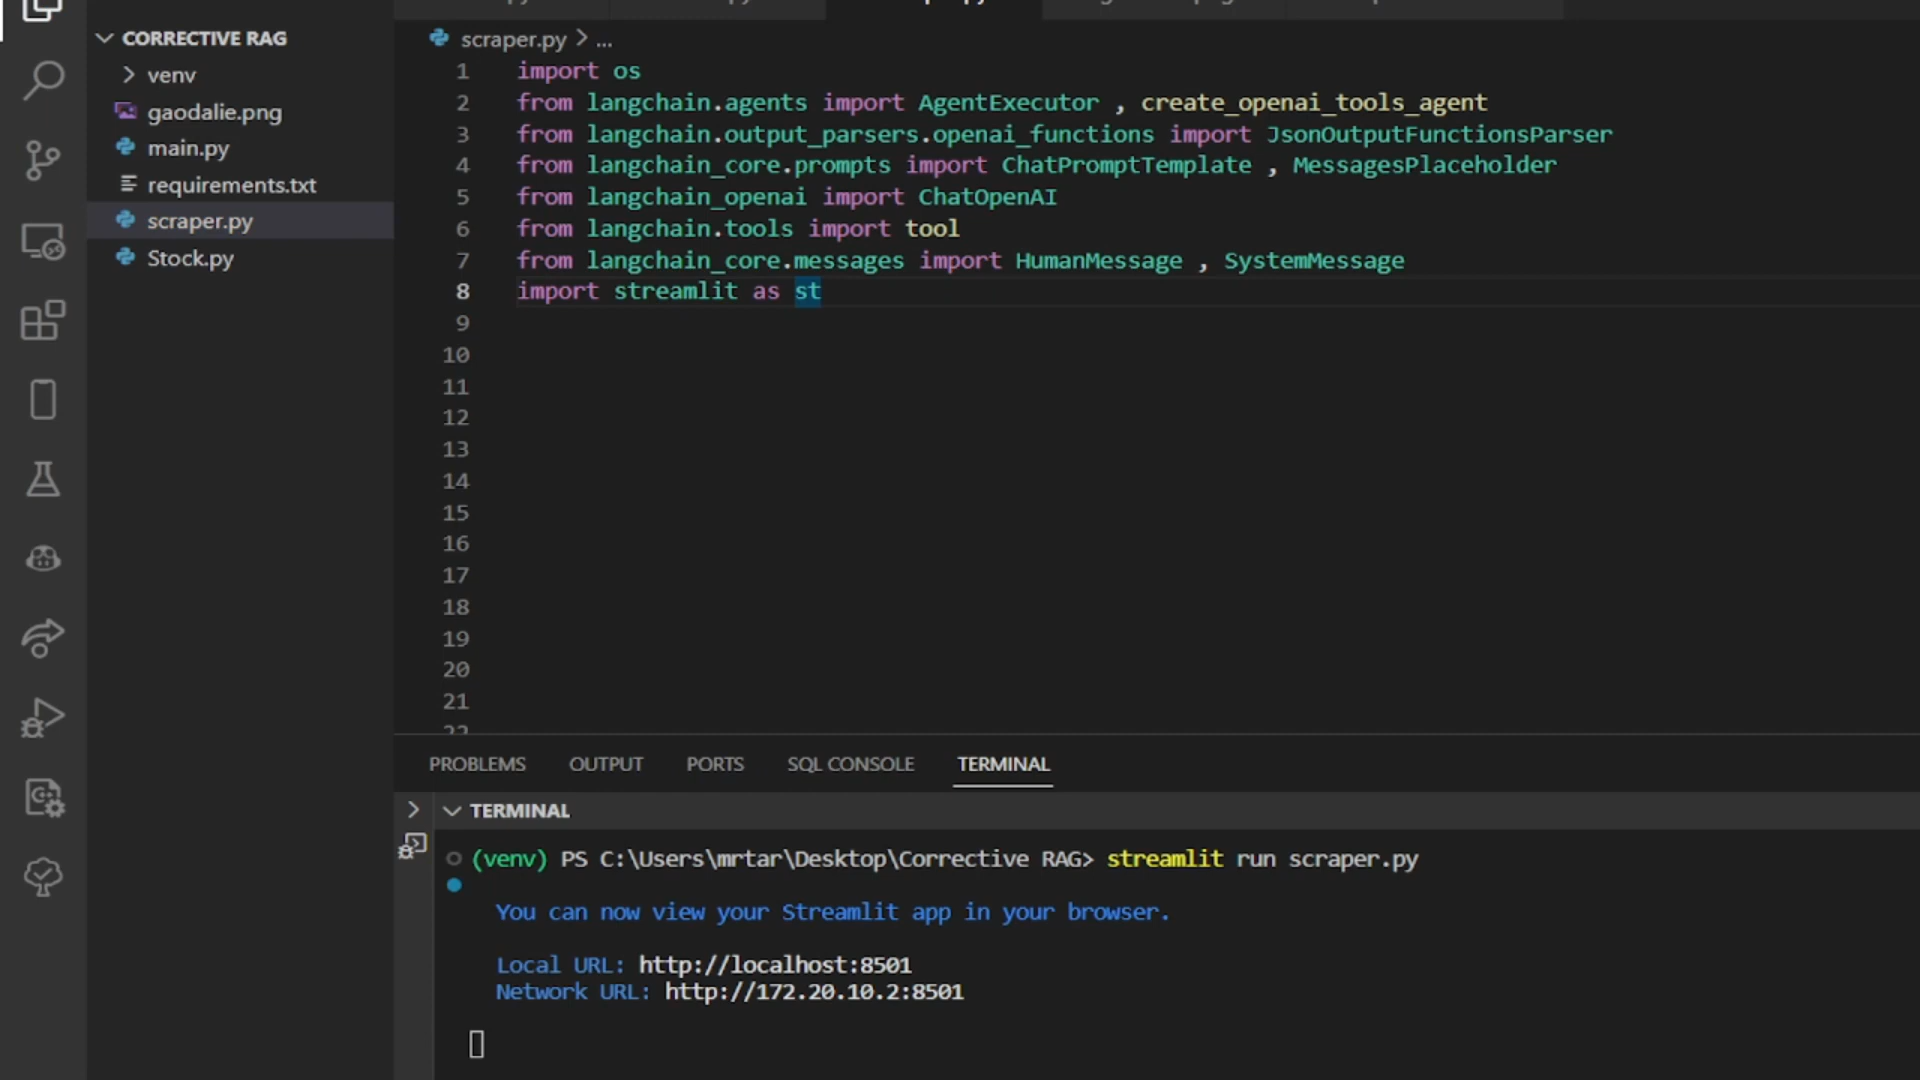 CORRECTIVE RAG
venv
gaodalie.png
main.py
requirements.txt
scraper.py
Stock.py
scraper.py > ...
1 import os
2 from langchain.agents import AgentExecutor , create_openai_tools_agent
3 from langchain.output_parsers.openai_functions import JsonOutputFunctionsParser
4 from langchain_core.prompts import ChatPromptTemplate , MessagesPlaceholder
5 from langchain_openai import ChatOpenAI
6 from langchain.tools import tool
7 from langchain_core.messages import HumanMessage , SystemMessage
8 import streamlit as st
9
10
11
12
13
14
15
16
17
18
19
20
21
22
PROBLEMS OUTPUT PORTS SQL CONSOLE TERMINAL
TERMINAL
(venv) PS C:\Users\mrtar\Desktop\Corrective RAG> streamlit run scraper.py
You can now view your Streamlit app in your browser.
Local URL: http://localhost:8501
Network URL: http://172.20.10.2:8501